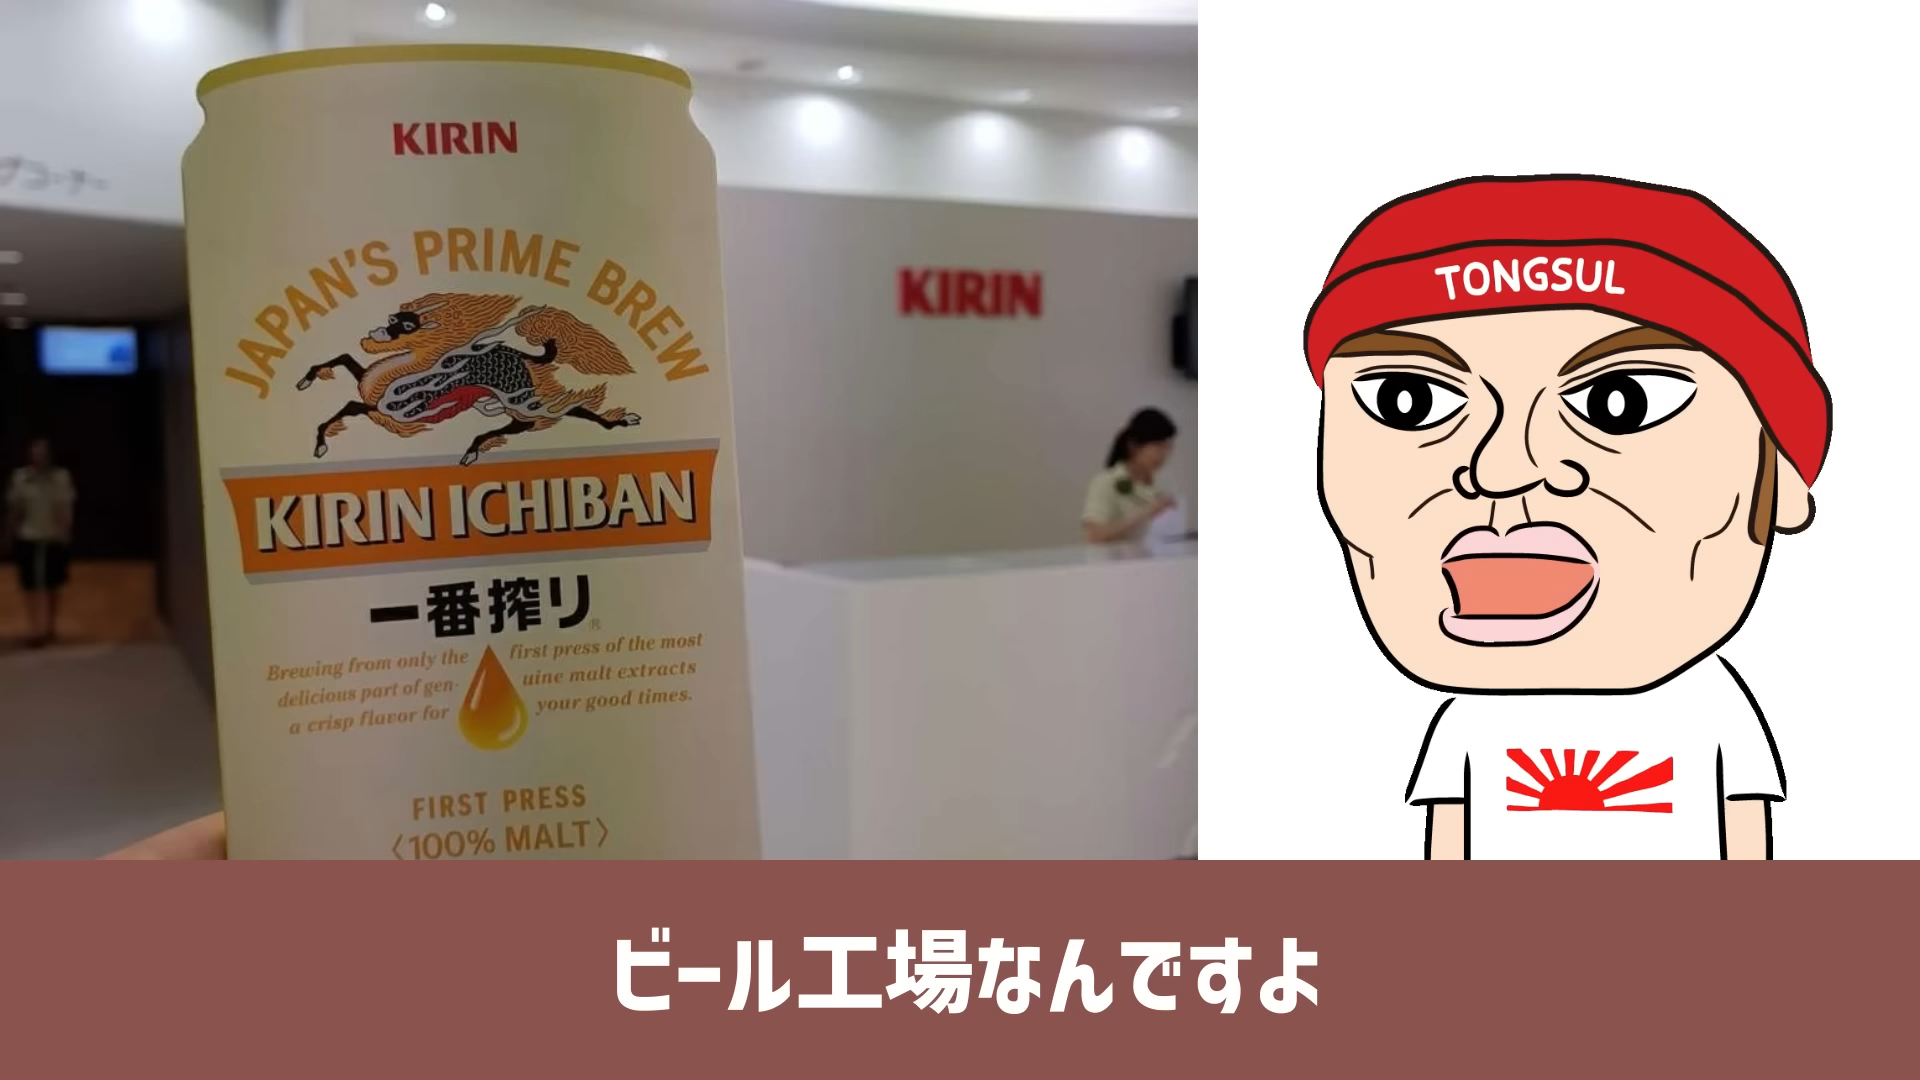 KIRIN
JAPAN'S PRIME BREW
KIRIN ICHIBAN
一番搾り®
Brewing from only the first press of the most
delicious part of gen- uine malt extracts
a crisp flavor for your good times.
FIRST PRESS
〈100% MALT〉
KIRIN
TONGSUL
ビール工場なんですよ